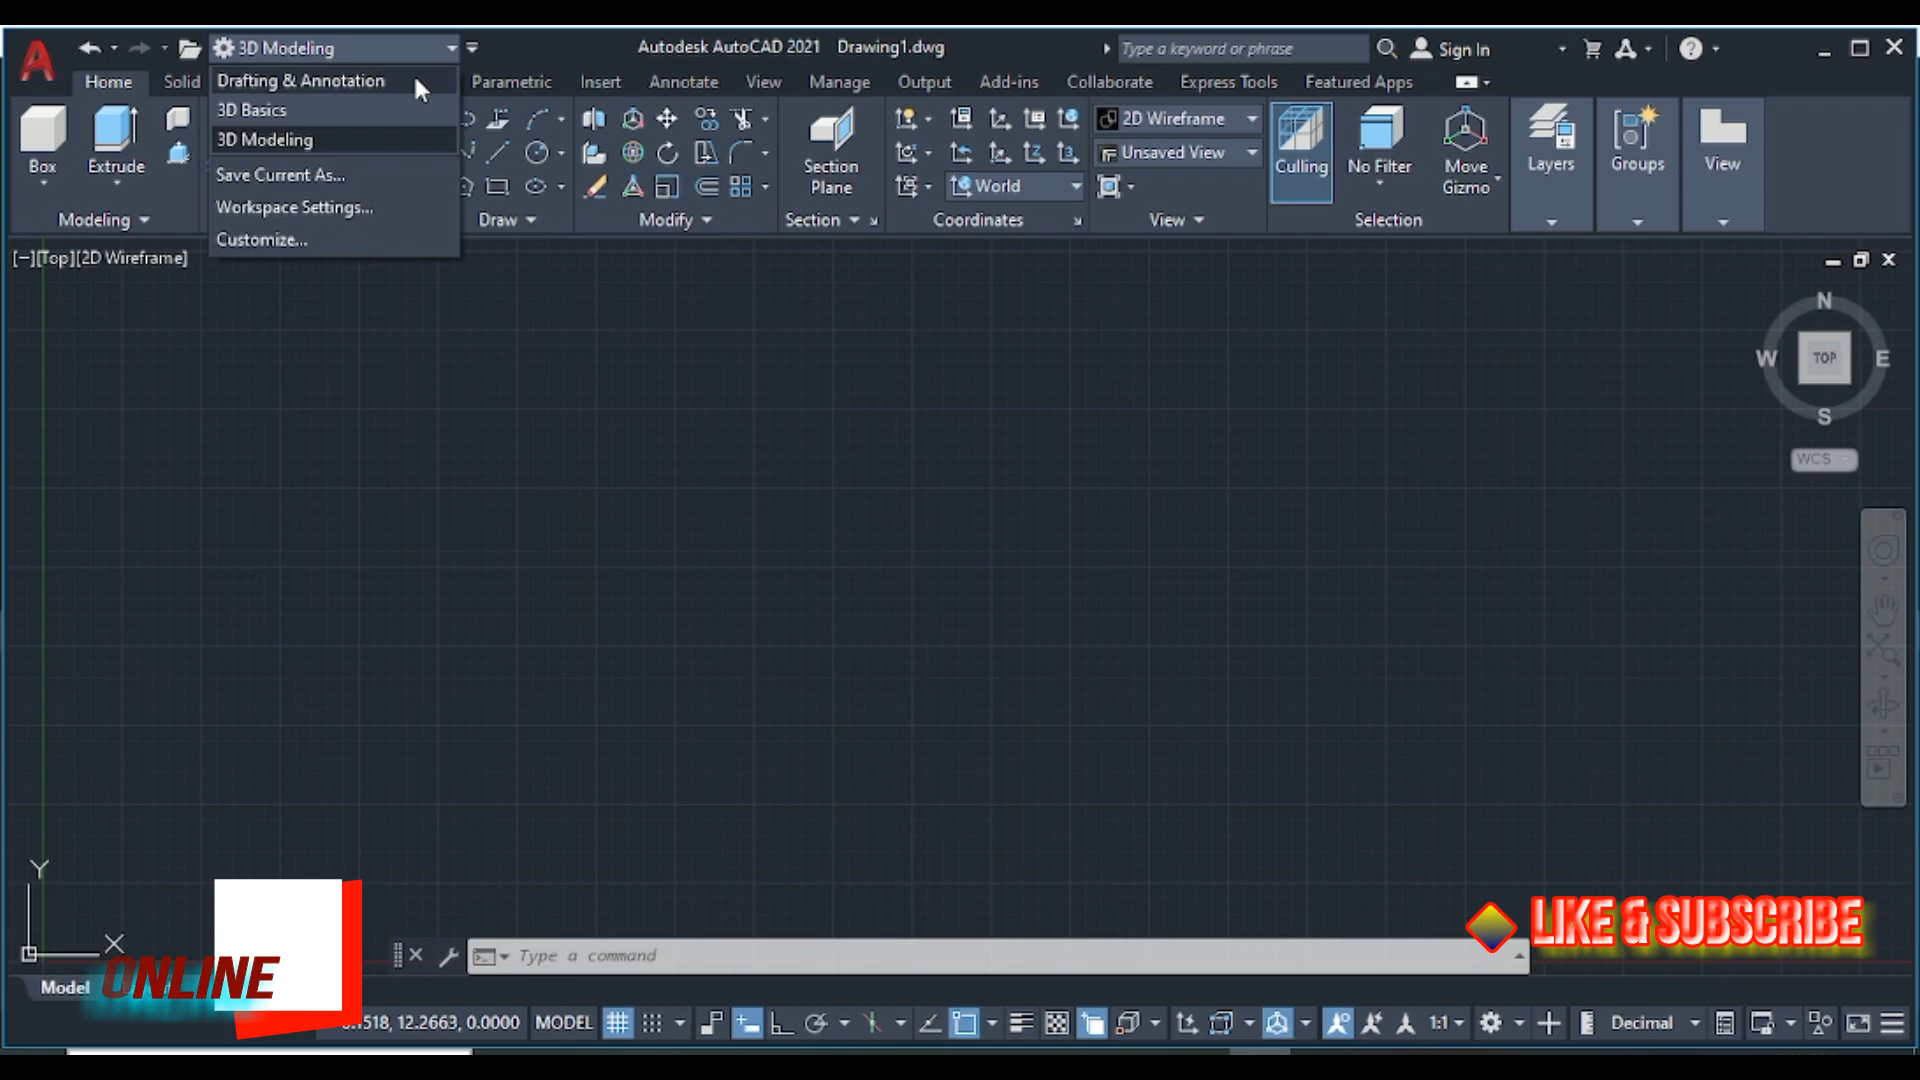 3D Modeling
Autodesk AutoCAD 2021 Drawing1.dwg
Type a keyword or phrase
Sign In
Home
Solid
Parametric
Insert
Annotate
View
Manage
Output
Add-ins
Collaborate
Express Tools
Featured Apps
Drafting & Annotation
3D Basics
3D Modeling
Save Current As...
Workspace Settings...
Customize...
Box
Extrude
Section
Plane
World
2D Wireframe
Unsaved View
Culling
No Filter
Move
Gizmo
Layers
Groups
View
Modeling
Draw
Modify
Section
Coordinates
View
Selection
[−][Top][2D Wireframe]
N
W
TOP
E
S
WCS
Y
X
Type a command
LIKE & SUBSCRIBE
ONLINE
Model
12.2663, 0.0000
MODEL
1:1
Decimal